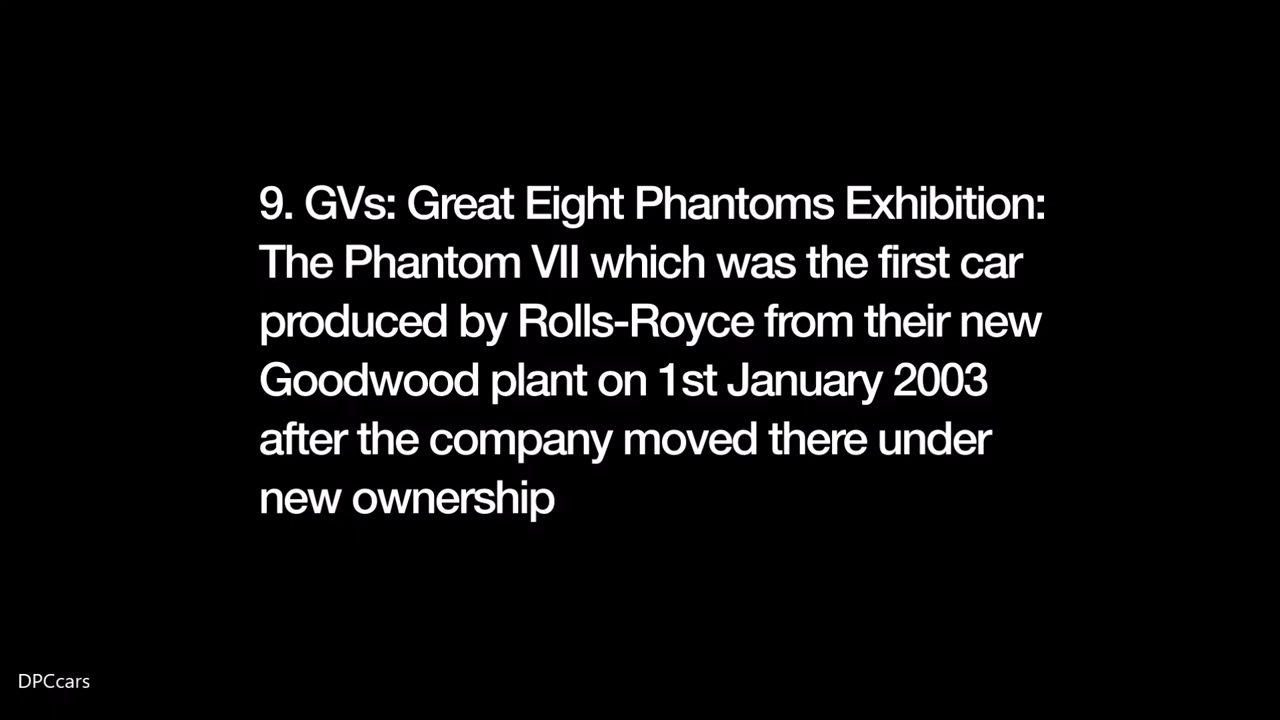 9. GVs: Great Eight Phantoms Exhibition:
The Phantom VII which was the first car
produced by Rolls-Royce from their new
Goodwood plant on 1st January 2003
after the company moved there under
new ownership
DPCcars